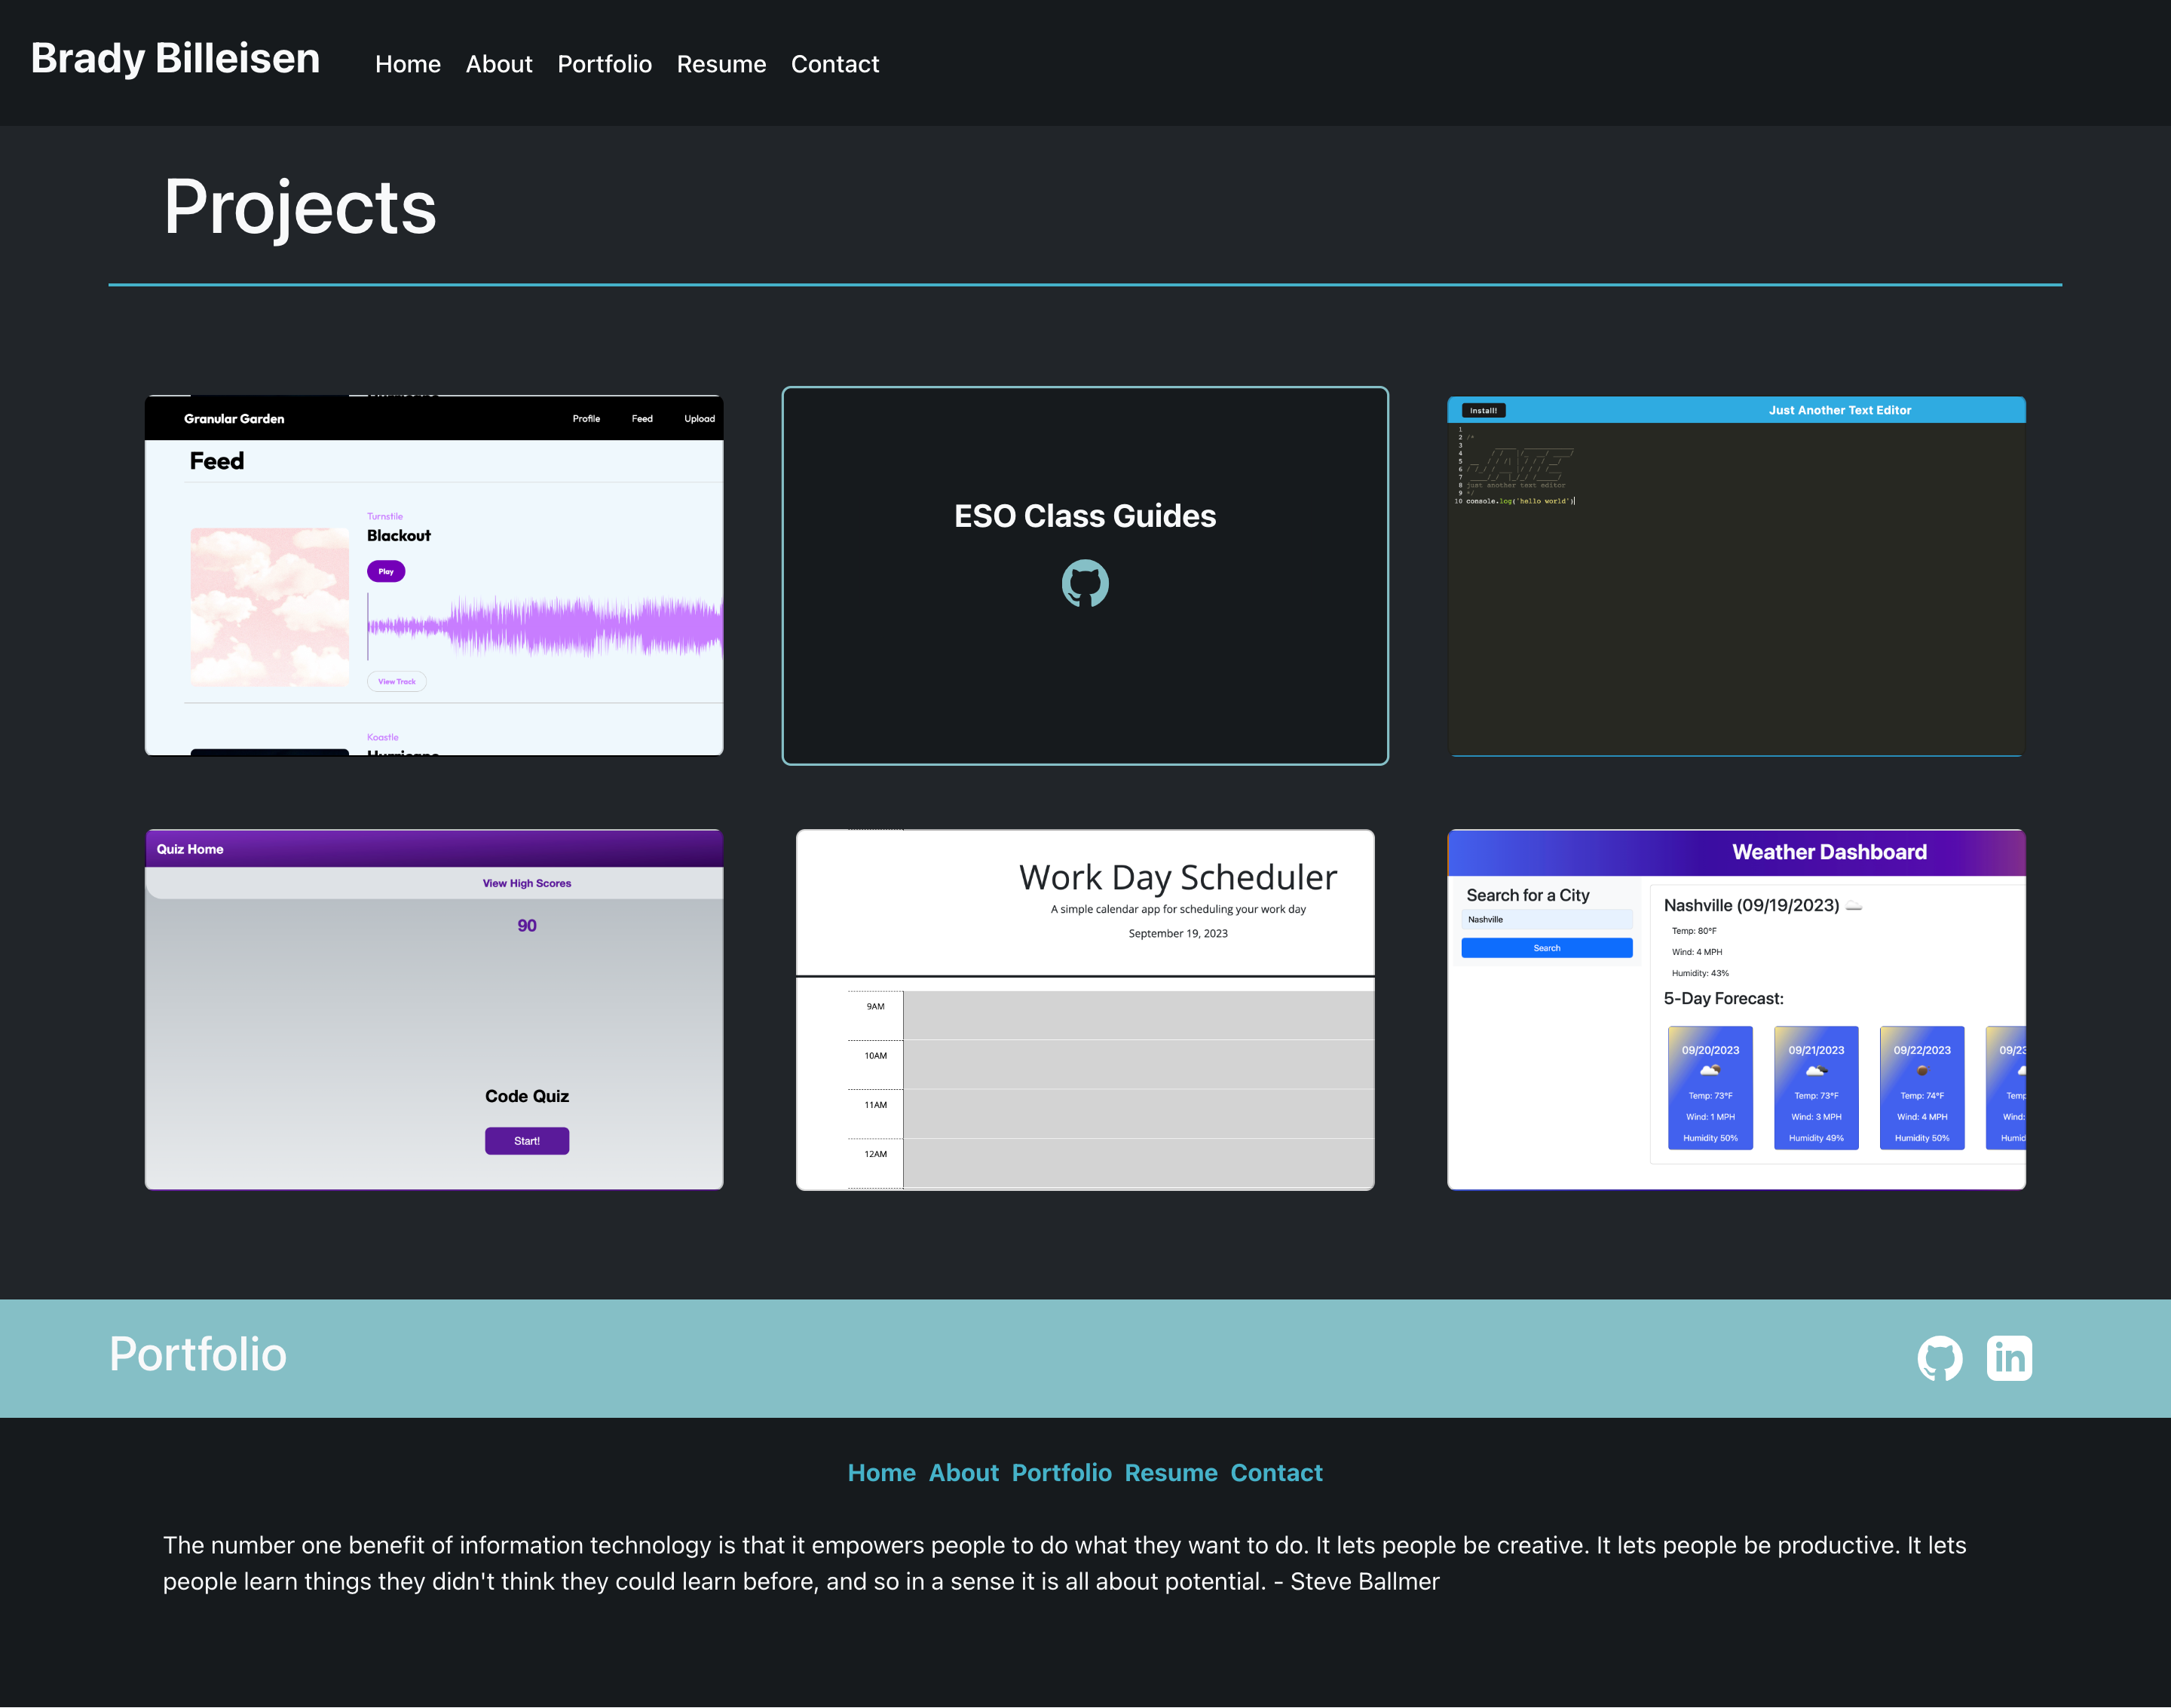 Brady Billeisen
Home About Portfolio Resume Contact
Projects
Granular Garden
Profile Feed Upload
Feed
Turnstile
Blackout
Play
View Track
Koastle
ESO Class Guides
Install!
Just Another Text Editor
1
2 /*
3
4
5
6
7
8 just another text editor
9 */
10 console.log('hello world')
Quiz Home
View High Scores
90
Code Quiz
Start!
Work Day Scheduler
A simple calendar app for scheduling your work day
September 19, 2023
9AM
10AM
11AM
12AM
Weather Dashboard
Search for a City
Nashville
Search
Nashville (09/19/2023)
Temp: 80°F
Wind: 4 MPH
Humidity: 43%
5-Day Forecast:
09/20/2023
Temp: 73°F
Wind: 1 MPH
Humidity 50%
09/21/2023
Temp: 73°F
Wind: 3 MPH
Humidity 49%
09/22/2023
Temp: 74°F
Wind: 4 MPH
Humidity 50%
09/23
Temp
Wind:
Humid
Portfolio
in
Home About Portfolio Resume Contact
The number one benefit of information technology is that it empowers people to do what they want to do. It lets people be creative. It lets people be productive. It lets
people learn things they didn't think they could learn before, and so in a sense it is all about potential. - Steve Ballmer